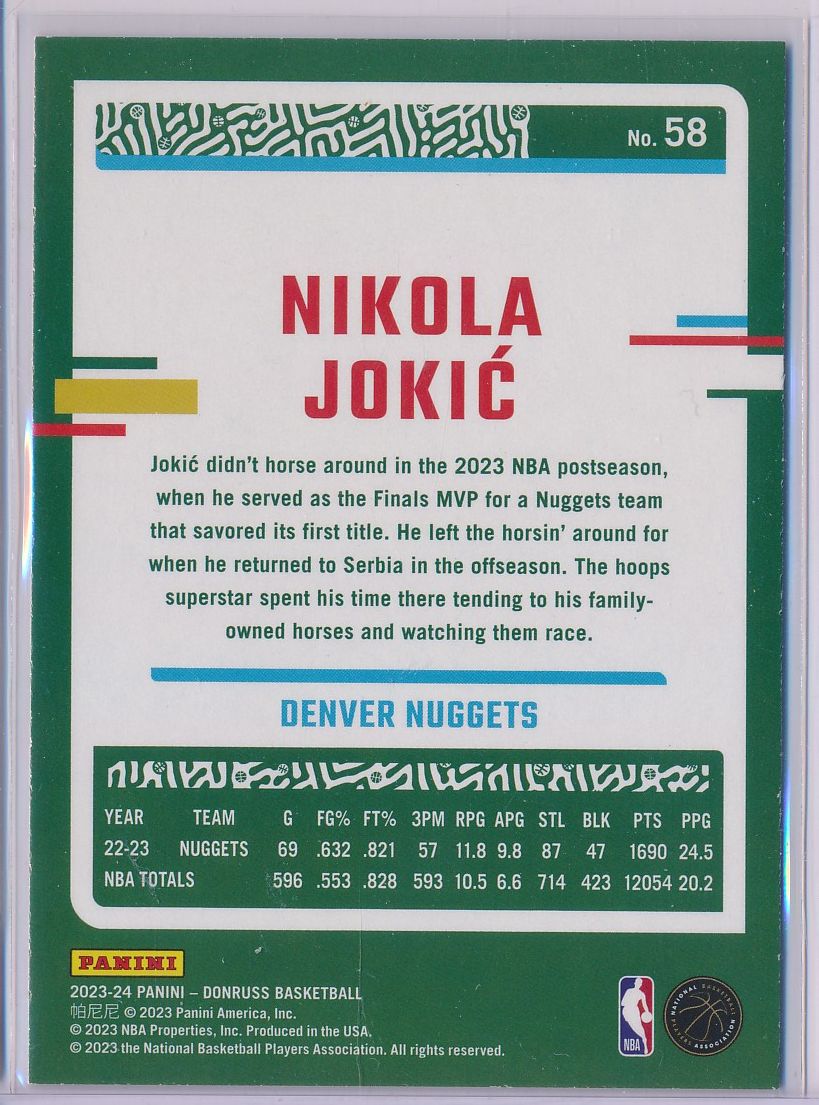 No. 58
NIKOLA
JOKIĆ
Jokić didn't horse around in the 2023 NBA postseason,
when he served as the Finals MVP for a Nuggets team
that savored its first title. He left the horsin' around for
when he returned to Serbia in the offseason. The hoops
superstar spent his time there tending to his family-
owned horses and watching them race.
DENVER NUGGETS
YEAR TEAM G FG% FT% 3PM RPG APG STL BLK PTS PPG
22-23 NUGGETS 69 .632 .821 57 11.8 9.8 87 47 1690 24.5
NBA TOTALS 596 .553 .828 593 10.5 6.6 714 423 12054 20.2
PANINI
2023-24 PANINI – DONRUSS BASKETBALL
帕尼尼 © 2023 Panini America, Inc.
© 2023 NBA Properties, Inc. Produced in the USA.
© 2023 the National Basketball Players Association. All rights reserved.
NBA
NATIONAL BASKETBALL
PLAYERS ASSOCIATION